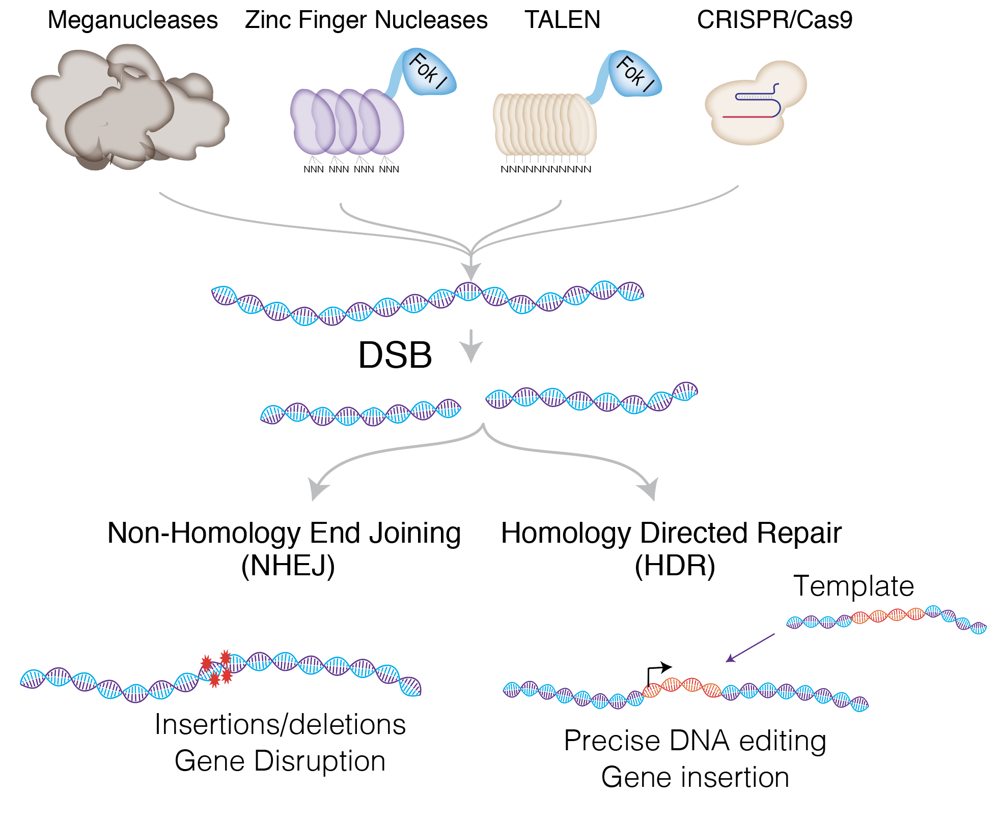 Meganucleases
Zinc Finger Nucleases
TALEN
CRISPR/Cas9
Fok I
Fok I
NNN NNN NNN NNN
NNNNNNNNNNN
DSB
Non-Homology End Joining
(NHEJ)
Homology Directed Repair
(HDR)
Template
Insertions/deletions
Gene Disruption
Precise DNA editing
Gene insertion